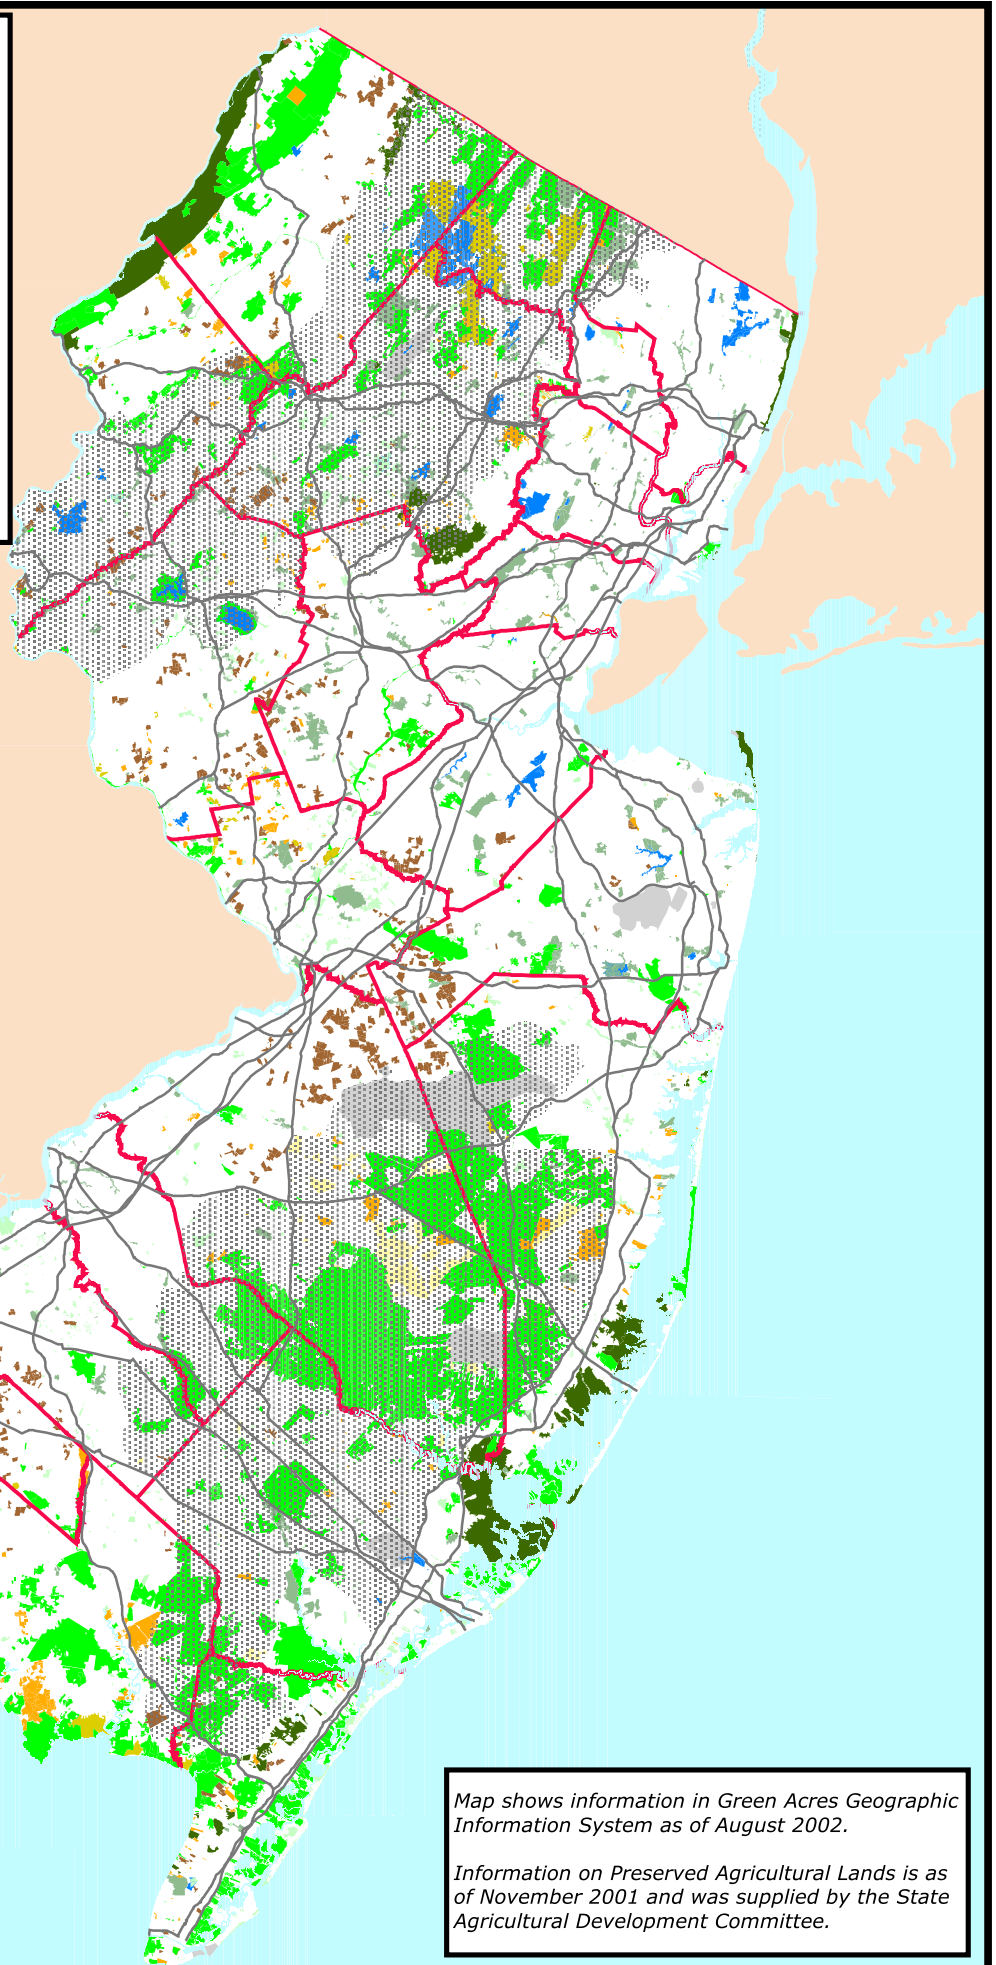 Map shows information in Green Acres Geographic
Information System as of August 2002.
Information on Preserved Agricultural Lands is as
of November 2001 and was supplied by the State
Agricultural Development Committee.